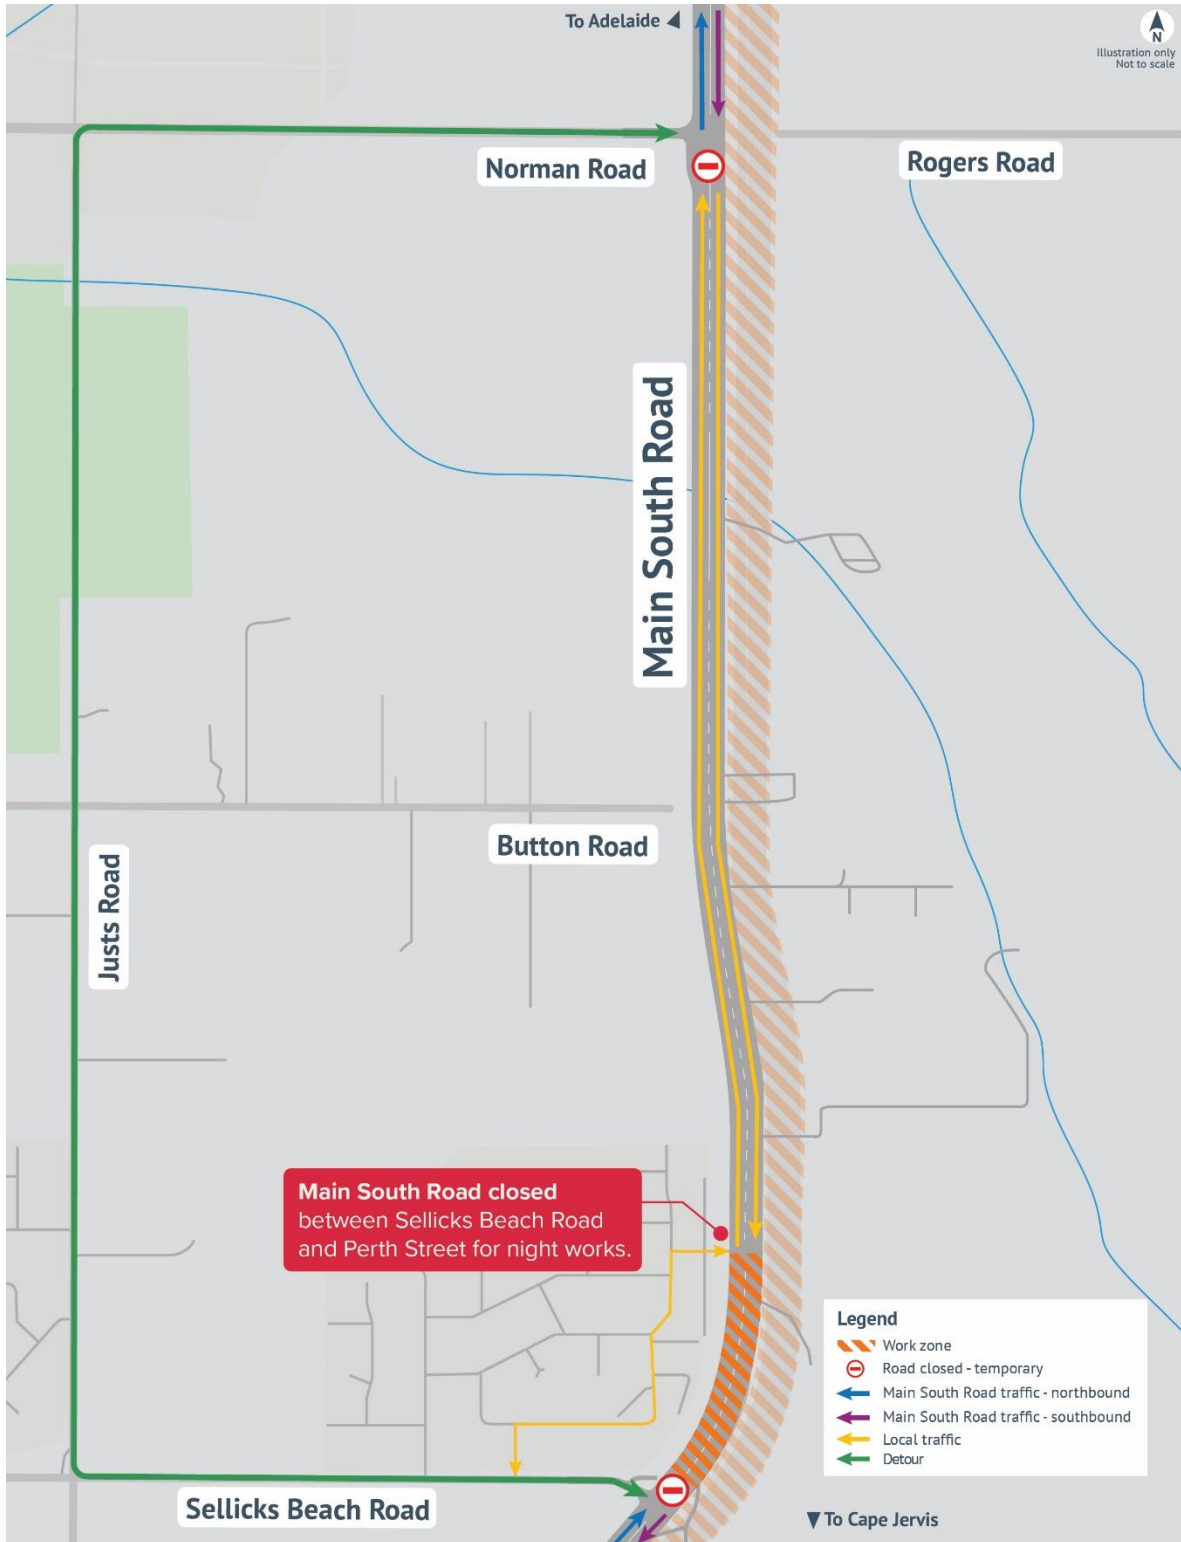 To Adelaide
N
Illustration only
Not to scale
Norman Road
Rogers Road
Main South Road
Button Road
Justs Road
Main South Road closed
between Sellicks Beach Road
and Perth Street for night works.
Legend
Work zone
Road closed - temporary
Main South Road traffic - northbound
Main South Road traffic - southbound
Local traffic
Detour
Sellicks Beach Road
To Cape Jervis